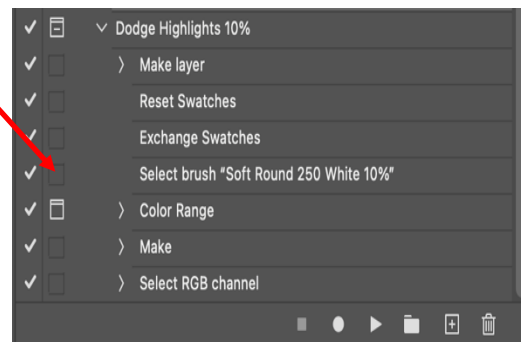 Dodge Highlights 10%
Make layer
Reset Swatches
Exchange Swatches
Select brush “Soft Round 250 White 10%”
Color Range
Make
Select RGB channel